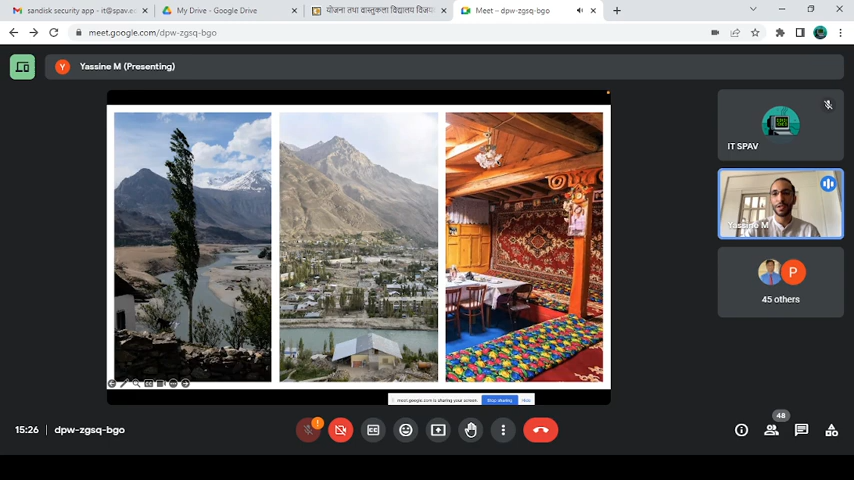 sandisk security app - it@spav.ec
My Drive - Google Drive
योजना तथा वास्तुकला विद्यालय विजय
Meet – dpw-zgsq-bgo
meet.google.com/dpw-zgsq-bgo
Y
Yassine M (Presenting)
IT SPAV
Yassine M
P
45 others
meet.google.com is sharing your screen
Stop sharing
Hide
15:26
dpw-zgsq-bgo
48